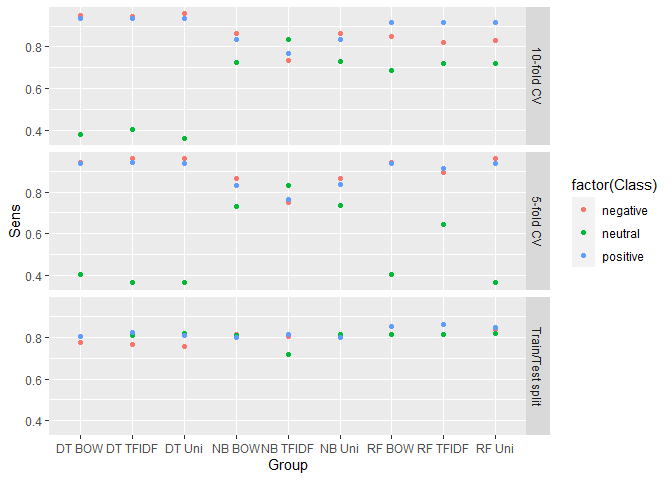 0.8
0.6
0.4
10-fold CV
0.8
0.6
0.4
5-fold CV
0.8
0.6
0.4
Train/Test split
Sens
DT BOW DT TFIDF DT Uni NB BOW NB TFIDF NB Uni RF BOW RF TFIDF RF Uni
Group
factor(Class)
negative
neutral
positive